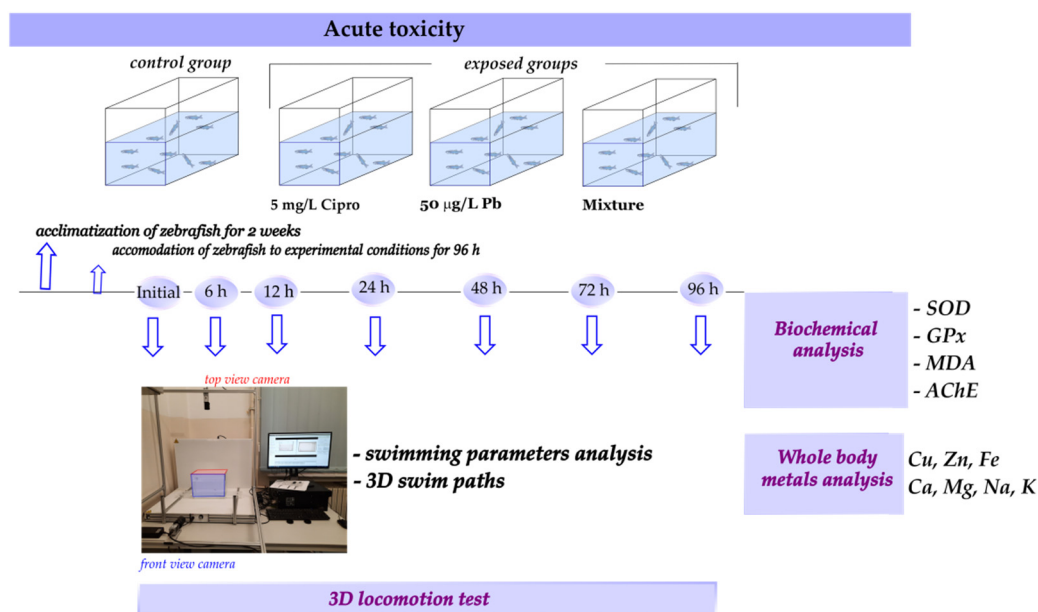 Acute toxicity
control group
exposed groups
5 mg/L Cipro
50 µg/L Pb
Mixture
acclimatization of zebrafish for 2 weeks
accomodation of zebrafish to experimental conditions for 96 h
Initial
6 h
12 h
24 h
48 h
72 h
96 h
Biochemical
analysis
- SOD
- GPx
- MDA
- AChE
top view camera
- swimming parameters analysis
- 3D swim paths
Whole body
metals analysis
Cu, Zn, Fe
Ca, Mg, Na, K
front view camera
3D locomotion test